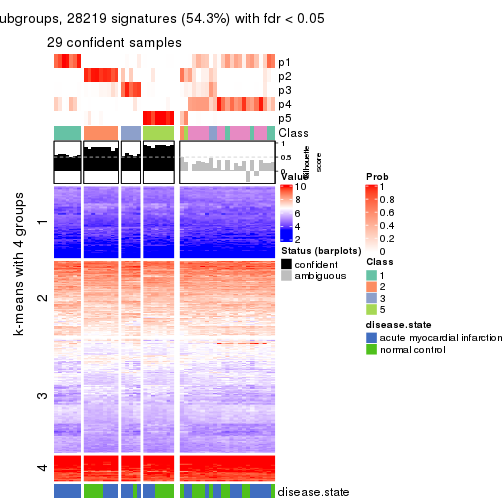 ubgroups, 28219 signatures (54.3%) with fdr < 0.05
29 confident samples
p1
p2
p3
p4
p5
Class
1
0.5
0
Silhouette
score
Value
10
8
6
4
2
Status (barplots)
confident
ambiguous
Prob
1
0.8
0.6
0.4
0.2
0
Class
1
2
3
5
disease.state
acute myocardial infarction
normal control
k-means with 4 groups
1
2
3
4
disease.state